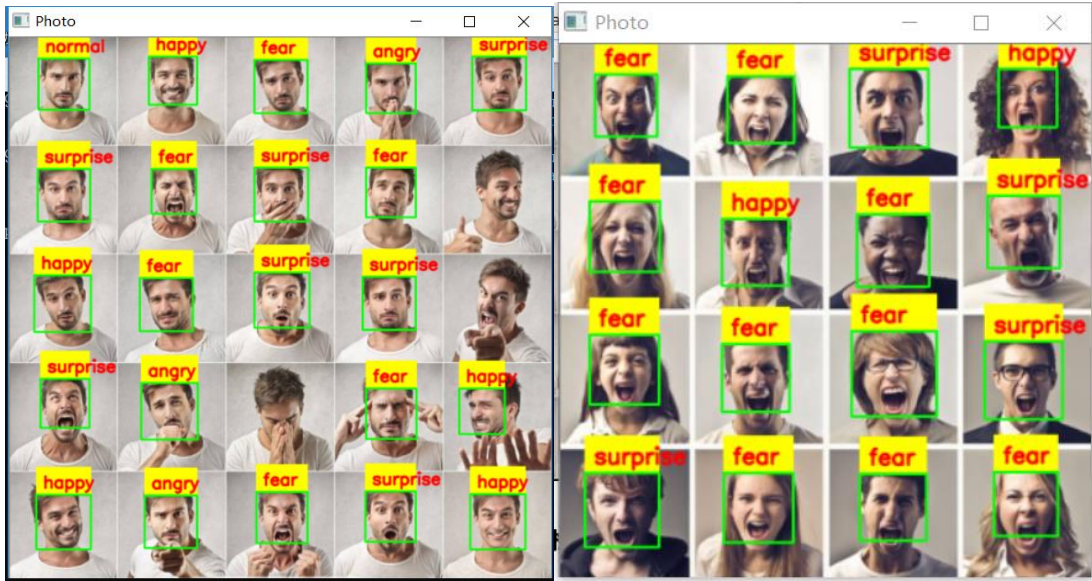 Photo
normal happy fear angry surprise
surprise fear surprise fear
happy fear surprise surprise
surprise angry fear happy
happy angry fear surprise happy
Photo
fear fear surprise happy
fear happy fear surprise
fear fear fear surprise
surprise fear fear fear